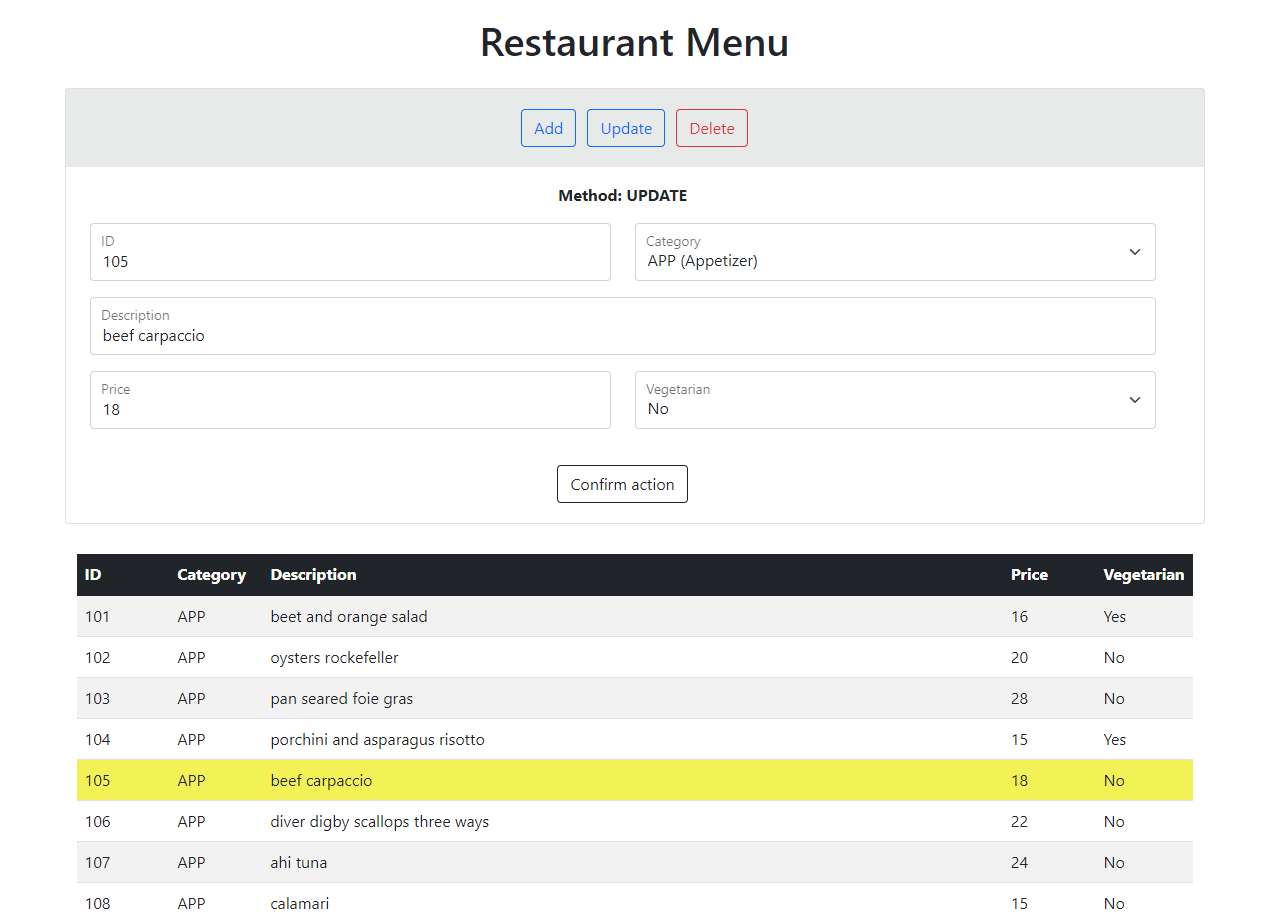 Restaurant Menu
Add Update Delete
Method: UPDATE
ID Category
105 APP (Appetizer)
Description
beef carpaccio
Price Vegetarian
18 No
Confirm action
ID Category Description Price Vegetarian
101 APP beet and orange salad 16 Yes
102 APP oysters rockefeller 20 No
103 APP pan seared foie gras 28 No
104 APP porchini and asparagus risotto 15 Yes
105 APP beef carpaccio 18 No
106 APP diver digby scallops three ways 22 No
107 APP ahi tuna 24 No
108 APP calamari 15 No